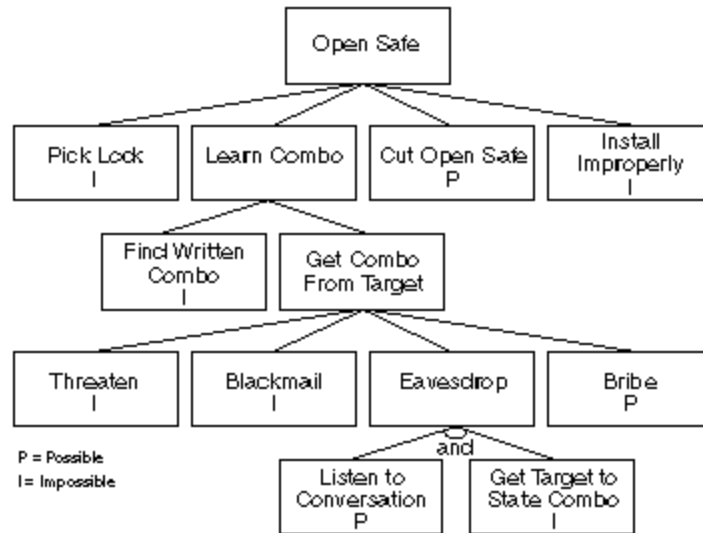 Open Safe
Pick Lock
I
Learn Combo
Cut Open Safe
P
Install
Improperly
I
Find Written
Combo
I
Get Combo
From Target
Threaten
I
Blackmail
I
Eavesdrop
Bribe
P
and
P = Possible
I = Impossible
Listen to
Conversation
P
Get Target to
State Combo
I